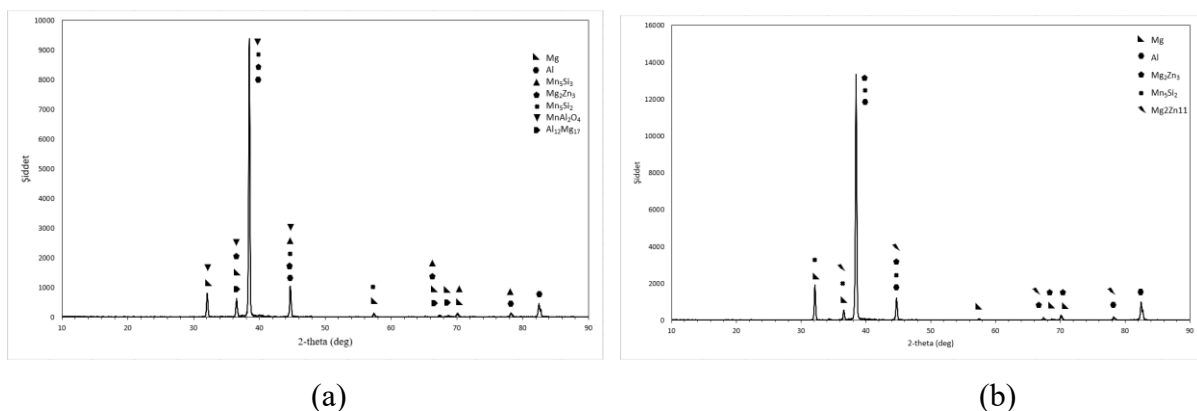 10000
9000
8000
7000
6000
5000
4000
3000
2000
1000
0
Şiddet
10 20 30 40 50 60 70 80 90
2-theta (deg)
Mg
Al
Mn₅Si₃
Mg₂Zn₃
Mn₅Si₂
MnAl₂O₄
Al₁₂Mg₁₇
(a)
16000
14000
12000
10000
8000
6000
4000
2000
0
Şiddet
10 20 30 40 50 60 70 80 90
2-theta (deg)
Mg
Al
Mg₂Zn₃
Mn₅Si₂
Mg2Zn11
(b)